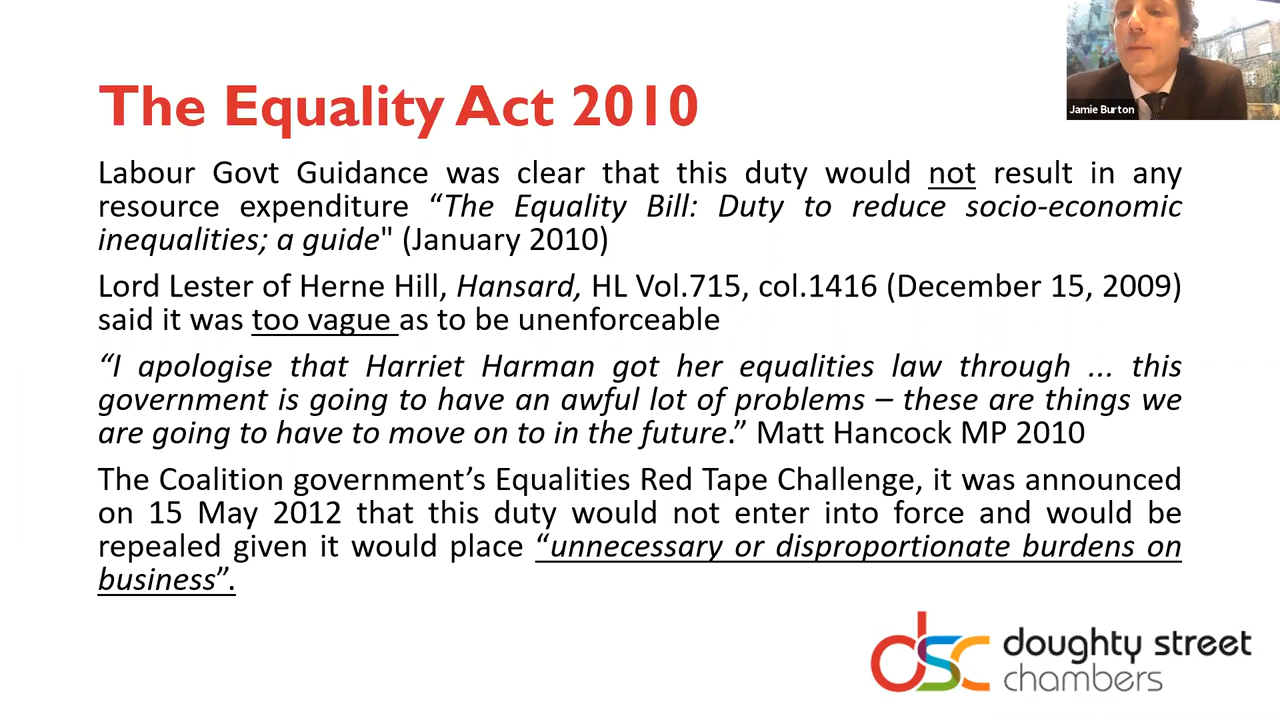 Jamie Burton
The Equality Act 2010
Labour Govt Guidance was clear that this duty would not result in any
resource expenditure “The Equality Bill: Duty to reduce socio-economic
inequalities; a guide" (January 2010)
Lord Lester of Herne Hill, Hansard, HL Vol.715, col.1416 (December 15, 2009)
said it was too vague as to be unenforceable
“I apologise that Harriet Harman got her equalities law through ... this
government is going to have an awful lot of problems – these are things we
are going to have to move on to in the future.” Matt Hancock MP 2010
The Coalition government’s Equalities Red Tape Challenge, it was announced
on 15 May 2012 that this duty would not enter into force and would be
repealed given it would place “unnecessary or disproportionate burdens on
business”.
dsc doughty street
chambers